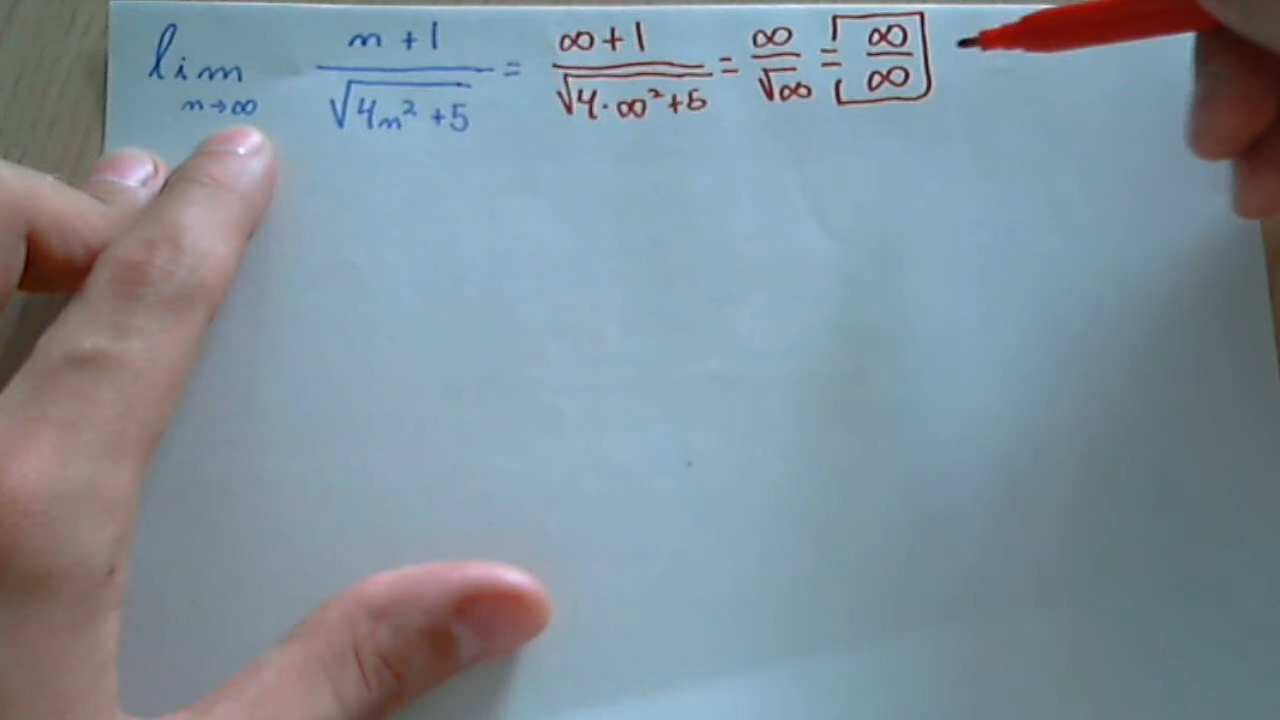 lim n→∞ (n + 1)/√(4n² + 5) = (∞ + 1)/√(4·∞² + 5) = ∞/√∞ = ∞/∞